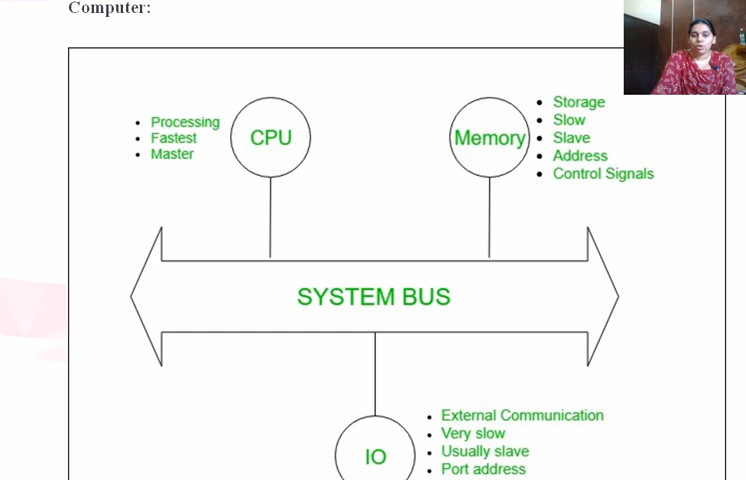 Computer:
Processing
Fastest
Master
CPU
Memory
Storage
Slow
Slave
Address
Control Signals
SYSTEM BUS
IO
External Communication
Very slow
Usually slave
Port address